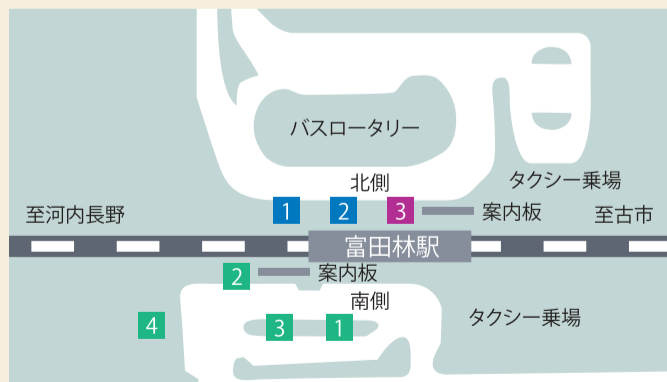 バスロータリー
北側
タクシー乗場
1
2
3
案内板
至河内長野
至古市
富田林駅
2
案内板
南側
4
3
1
タクシー乗場